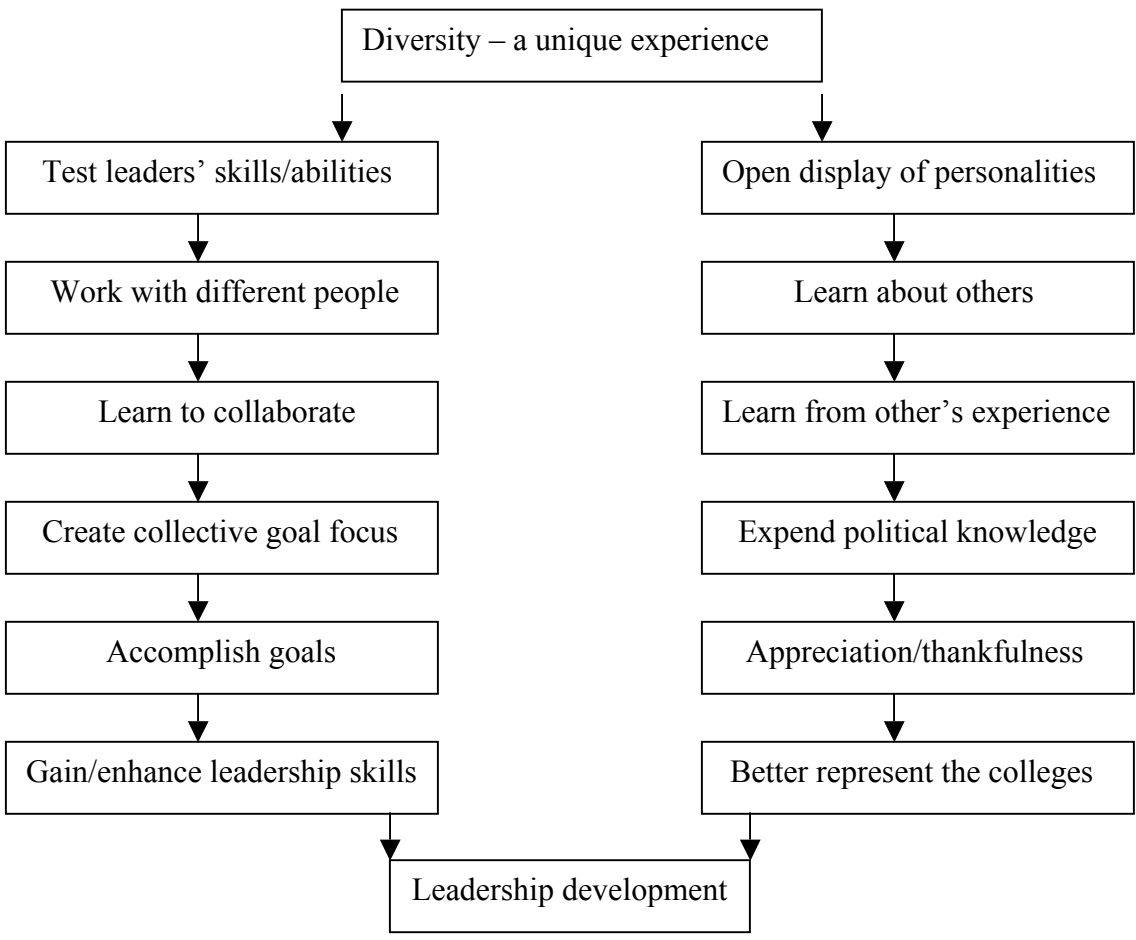 Diversity – a unique experience
Test leaders’ skills/abilities
Open display of personalities
Work with different people
Learn about others
Learn to collaborate
Learn from other’s experience
Create collective goal focus
Expend political knowledge
Accomplish goals
Appreciation/thankfulness
Gain/enhance leadership skills
Better represent the colleges
Leadership development